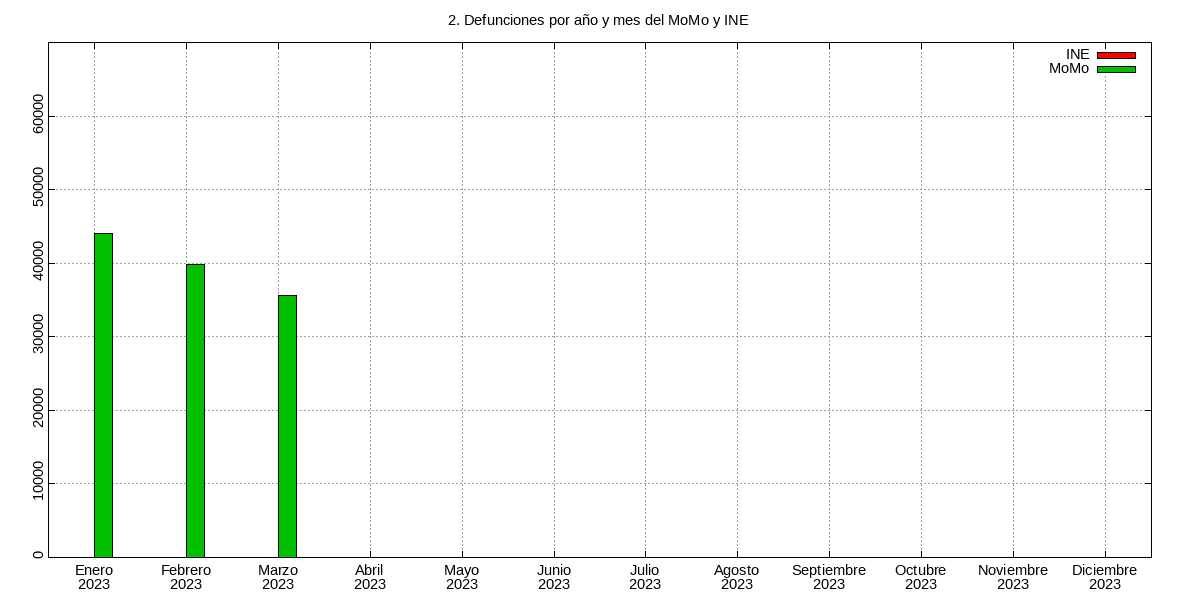 2. Defunciones por año y mes del MoMo y INE
INE
MoMo
60000
50000
40000
30000
20000
10000
0
Enero Febrero Marzo Abril Mayo Junio Julio Agosto Septiembre Octubre Noviembre Diciembre
2023 2023 2023 2023 2023 2023 2023 2023 2023 2023 2023 2023